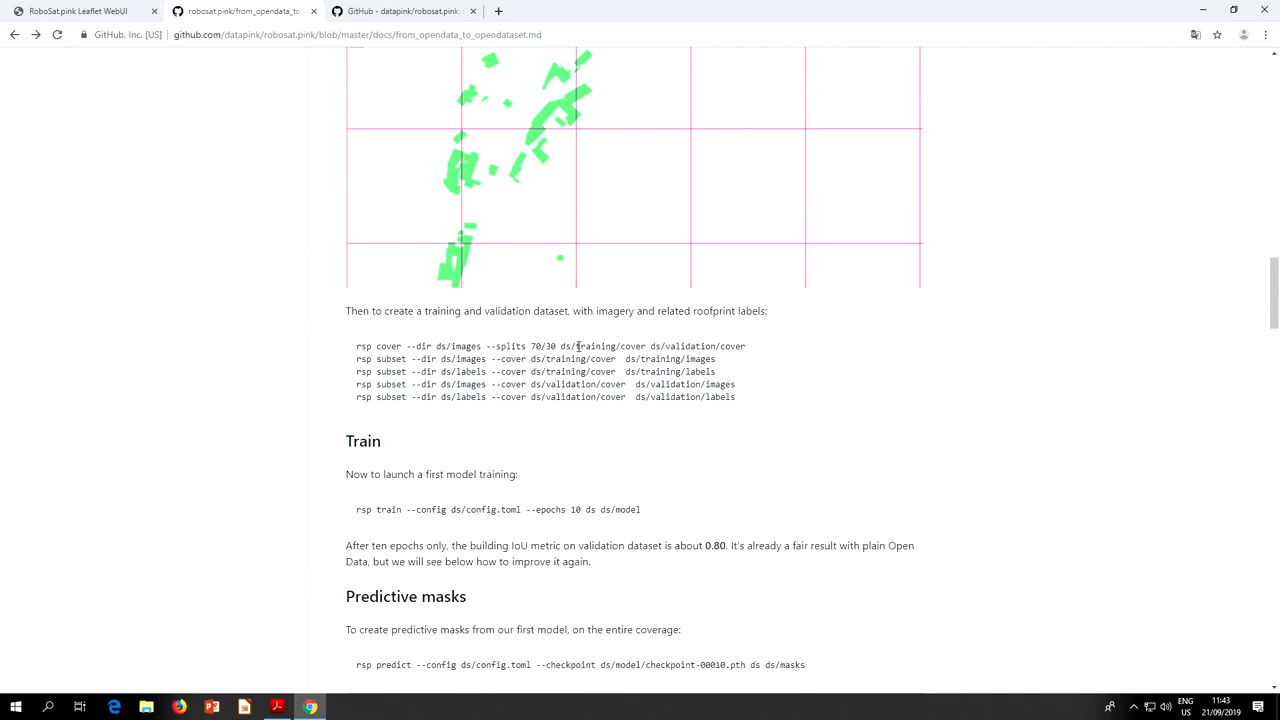 RoboSat.pink Leaflet WebUI
robosat.pink/from_opendata_to
GitHub - datapink/robosat.pink:
GitHub, Inc. [US]
github.com/datapink/robosat.pink/blob/master/docs/from_opendata_to_opendataset.md
Then to create a training and validation dataset, with imagery and related roofprint labels:
rsp cover --dir ds/images --splits 70/30 ds/training/cover ds/validation/cover
rsp subset --dir ds/images --cover ds/training/cover  ds/training/images
rsp subset --dir ds/labels --cover ds/training/cover  ds/training/labels
rsp subset --dir ds/images --cover ds/validation/cover  ds/validation/images
rsp subset --dir ds/labels --cover ds/validation/cover  ds/validation/labels
Train
Now to launch a first model training:
rsp train --config ds/config.toml --epochs 10 ds ds/model
After ten epochs only, the building IoU metric on validation dataset is about 0.80. It's already a fair result with plain Open
Data, but we will see below how to improve it again.
Predictive masks
To create predictive masks from our first model, on the entire coverage:
rsp predict --config ds/config.toml --checkpoint ds/model/checkpoint-00010.pth ds ds/masks
ENG
US
11:43
21/09/2019